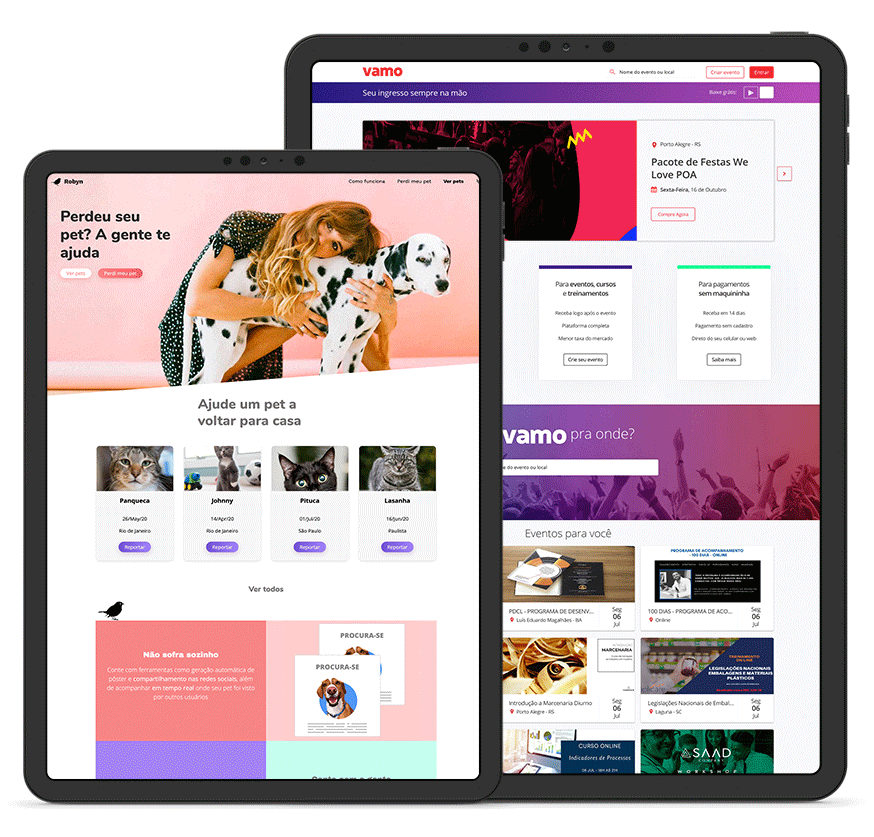 Robyn
Como funciona
Perdi meu pet
Ver pets
Perdeu seu
pet? A gente te
ajuda
Ver pets
Perdi meu pet
Ajude um pet a
voltar para casa
Panqueca
26/May/20
Rio de Janeiro
Reportar
Johnny
14/Apr/20
Rio de Janeiro
Reportar
Pituca
01/Jul/20
São Paulo
Reportar
Lasanha
16/Jun/20
Paulista
Reportar
Ver todos
Não sofra sozinho
Conte com ferramentas como geração automática de
pôster e compartilhamento nas redes sociais, além
de acompanhar em tempo real onde seu pet foi visto
por outros usuários
PROCURA-SE
PROCURA-SE
vamo
Nome do evento ou local
Criar evento
Entrar
Seu ingresso sempre na mão
Baixe grátis:
Porto Alegre - RS
Pacote de Festas We
Love POA
Sexta-Feira, 16 de Outubro
Compre Agora
Para eventos, cursos
e treinamentos
Receba logo após o evento
Plataforma completa
Menor taxa do mercado
Crie seu evento
Para pagamentos
sem maquininha
Receba em 14 dias
Pagamento sem cadastro
Direto do seu celular ou web
Saiba mais
vamo pra onde?
do evento ou local
Eventos para você
PDCL - PROGRAMA DE DESENV...
Luís Eduardo Magalhães - BA
Seg
06
Jul
PROGRAMA DE ACOMPANHAMENTO
- 100 DIAS - ONLINE
100 DIAS - PROGRAMA DE ACO...
Online
Seg
06
Jul
MARCENARIA
Introdução a Marcenaria Diurno
Porto Alegre - RS
Seg
06
Jul
TREINAMENTO
ON-LINE
LEGISLAÇÕES NACIONAIS
EMBALAGENS E MATERIAIS
PLÁSTICOS
Legislações Nacionais de Embal...
Laguna - SC
Seg
06
Jul
CURSO ONLINE
Indicadores de Processos
SAAD
COMPANY
WORKSHOP